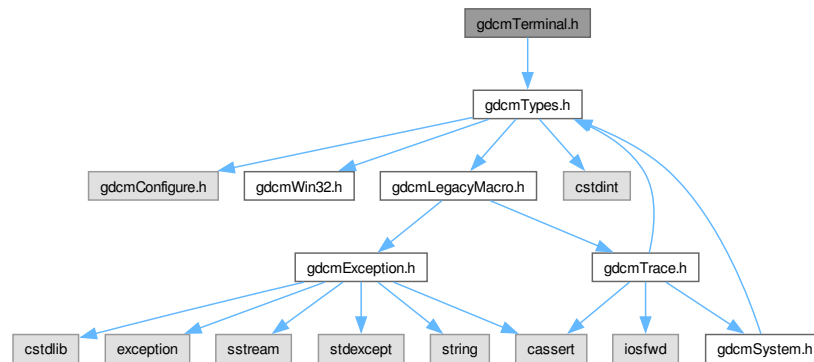 gdcmTerminal.h
gdcmTypes.h
gdcmConfigure.h
gdcmWin32.h
gdcmLegacyMacro.h
cstdint
gdcmException.h
gdcmTrace.h
cstdlib
exception
sstream
stdexcept
string
cassert
iosfwd
gdcmSystem.h